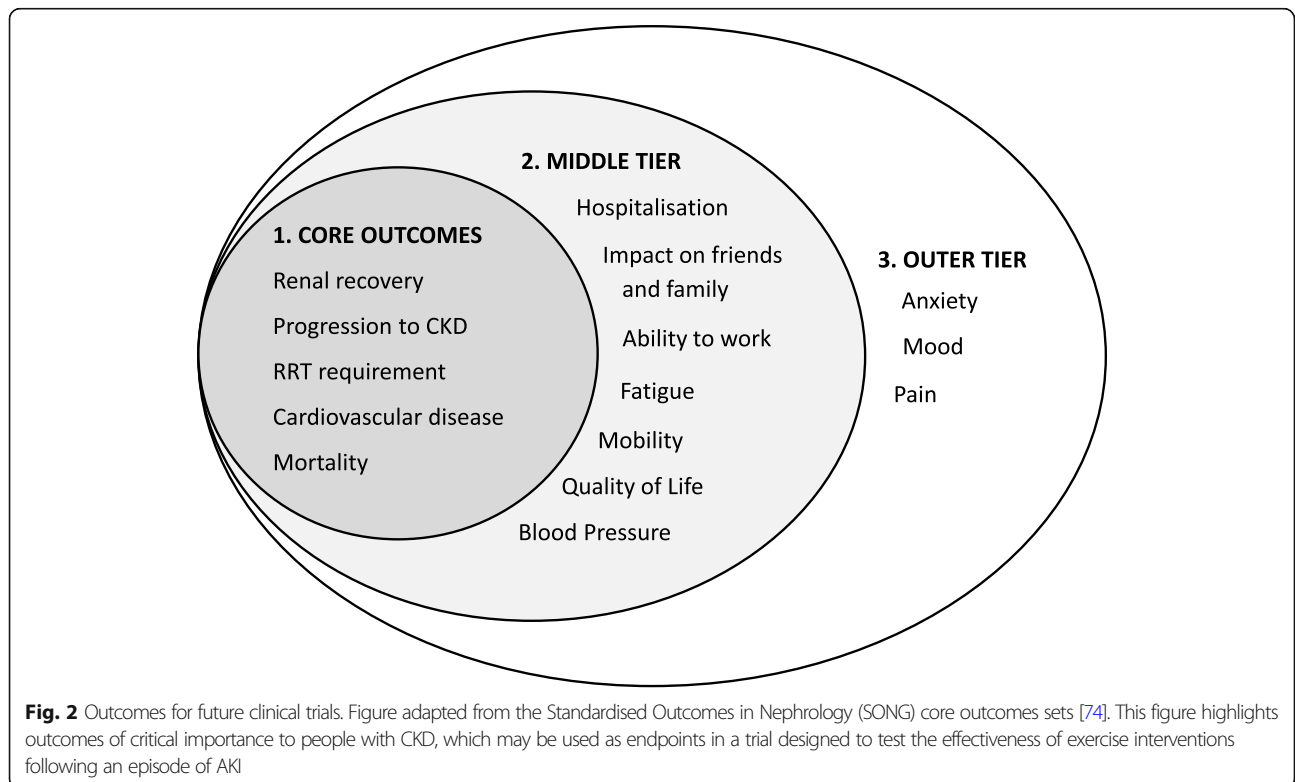 1. CORE OUTCOMES
Renal recovery
Progression to CKD
RRT requirement
Cardiovascular disease
Mortality
2. MIDDLE TIER
Hospitalisation
Impact on friends
and family
Ability to work
Fatigue
Mobility
Quality of Life
Blood Pressure
3. OUTER TIER
Anxiety
Mood
Pain
Fig. 2 Outcomes for future clinical trials. Figure adapted from the Standardised Outcomes in Nephrology (SONG) core outcomes sets [74]. This figure highlights
outcomes of critical importance to people with CKD, which may be used as endpoints in a trial designed to test the effectiveness of exercise interventions
following an episode of AKI